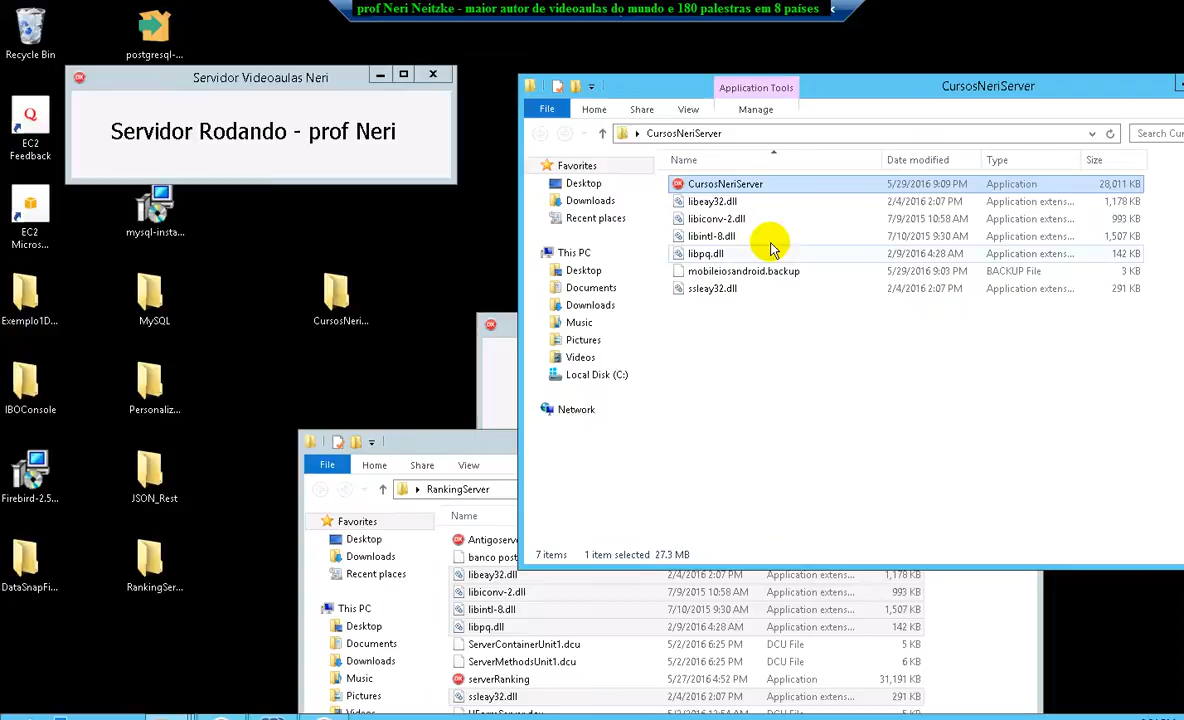 prof Neri Neitzke - maior autor de videoaulas do mundo e 180 palestras em 8 países
Recycle Bin
postgresql-...
Servidor Videoaulas Neri
Servidor Rodando - prof Neri
EC2
Feedback
EC2
Micros...
mysql-insta...
Exemplo1D...
MySQL
CursosNeri...
IBOConsole
Personaliz...
Firebird-2.5...
JSON_Rest
DataSnapFi...
RankingSer...
Application Tools
CursosNeriServer
File Home Share View Manage
CursosNeriServer
Search Cur
Name Date modified Type Size
CursosNeriServer 5/29/2016 9:09 PM Application 28,011 KB
libeay32.dll 2/4/2016 2:07 PM Application extens... 1,178 KB
libiconv-2.dll 7/9/2015 10:58 AM Application extens... 993 KB
libintl-8.dll 7/10/2015 9:30 AM Application extens... 1,507 KB
libpq.dll 2/9/2016 4:28 AM Application extens... 142 KB
mobileiosandroid.backup 5/29/2016 9:03 PM BACKUP File 3 KB
ssleay32.dll 2/4/2016 2:07 PM Application extens... 291 KB
Favorites
Desktop
Downloads
Recent places
This PC
Desktop
Documents
Downloads
Music
Pictures
Videos
Local Disk (C:)
Network
7 items 1 item selected 27.3 MB
File Home Share View
RankingServer
Name
Favorites
Desktop
Downloads
Recent places
This PC
Desktop
Documents
Downloads
Music
Pictures
Videos
Antigoserv
banco post
libeay32.dll 2/4/2016 2:07 PM Application extens... 1,178 KB
libiconv-2.dll 7/9/2015 10:58 AM Application extens... 993 KB
libintl-8.dll 7/10/2015 9:30 AM Application extens... 1,507 KB
libpq.dll 2/9/2016 4:28 AM Application extens... 142 KB
ServerContainerUnit1.dcu 5/2/2016 6:25 PM DCU File 5 KB
ServerMethodsUnit1.dcu 5/2/2016 6:25 PM DCU File 6 KB
serverRanking 5/27/2016 4:52 PM Application 31,191 KB
ssleay32.dll 2/4/2016 2:07 PM Application extens... 291 KB